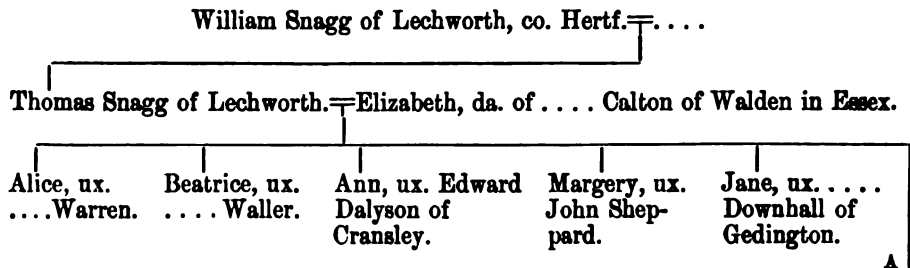 William Snagg of Lechworth, co. Hertf.=. . . .
Thomas Snagg of Lechworth.=Elizabeth, da. of . . . . Calton of Walden in Essex.
Alice, ux. Beatrice, ux. Ann, ux. Edward Margery, ux. Jane, ux. . . . .
. . . .Warren. . . . . Waller. Dalyson of John Shep- Downhall of
Cransley. pard. Gedington.
A